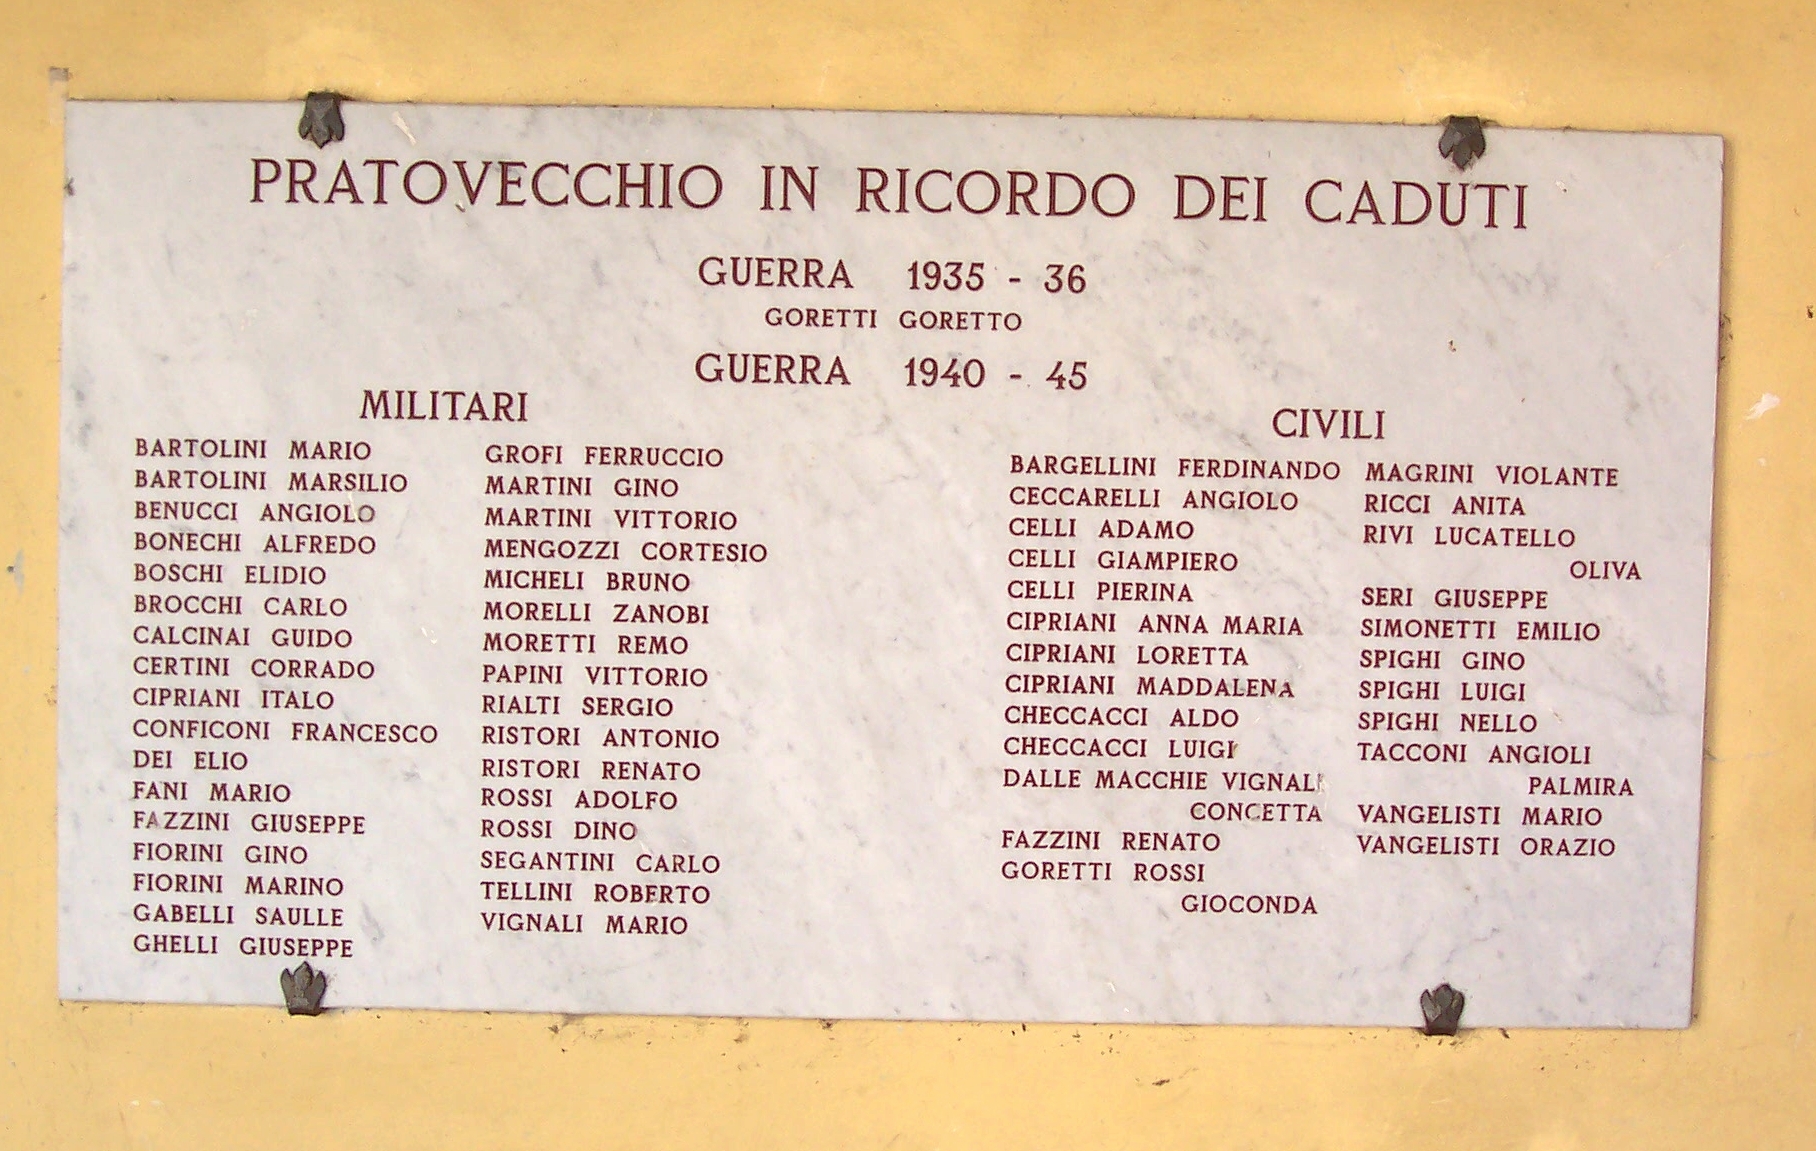 PRATOVECCHIO IN RICORDO DEI CADUTI
GUERRA 1935 - 36
GORETTI GORETTO
GUERRA 1940 - 45
MILITARI
BARTOLINI MARIO
BARTOLINI MARSILIO
BENUCCI ANGIOLO
BONECHI ALFREDO
BOSCHI ELIDIO
BROCCHI CARLO
CALCINAI GUIDO
CERTINI CORRADO
CIPRIANI ITALO
CONFICONI FRANCESCO
DEI ELIO
FANI MARIO
FAZZINI GIUSEPPE
FIORINI GINO
FIORINI MARINO
GABELLI SAULLE
GHELLI GIUSEPPE
GROFI FERRUCCIO
MARTINI GINO
MARTINI VITTORIO
MENGOZZI CORTESIO
MICHELI BRUNO
MORELLI ZANOBI
MORETTI REMO
PAPINI VITTORIO
RIALTI SERGIO
RISTORI ANTONIO
RISTORI RENATO
ROSSI ADOLFO
ROSSI DINO
SEGANTINI CARLO
TELLINI ROBERTO
VIGNALI MARIO
CIVILI
BARGELLINI FERDINANDO
CECCARELLI ANGIOLO
CELLI ADAMO
CELLI GIAMPIERO
CELLI PIERINA
CIPRIANI ANNA MARIA
CIPRIANI LORETTA
CIPRIANI MADDALENA
CHECCACCI ALDO
CHECCACCI LUIGI
DALLE MACCHIE VIGNALI
CONCETTA
FAZZINI RENATO
GORETTI ROSSI
GIOCONDA
MAGRINI VIOLANTE
RICCI ANITA
RIVI LUCATELLO
OLIVA
SERI GIUSEPPE
SIMONETTI EMILIO
SPIGHI GINO
SPIGHI LUIGI
SPIGHI NELLO
TACCONI ANGIOLI
PALMIRA
VANGELISTI MARIO
VANGELISTI ORAZIO